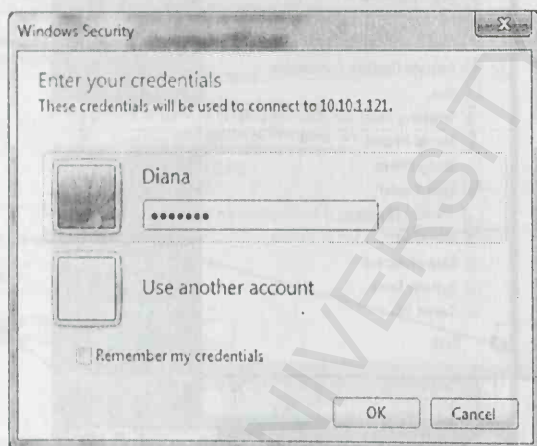 Windows Security
Enter your credentials
These credentials will be used to connect to 10.10.1.121.
Diana
•••••••
Use another account
Remember my credentials
OK
Cancel
NIVERSIT